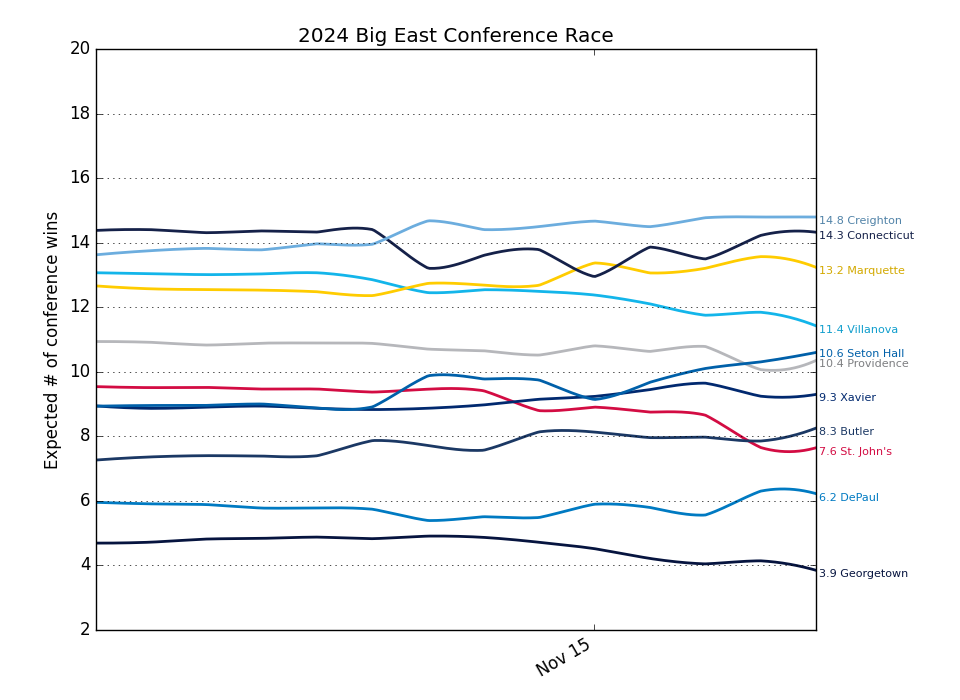 2024 Big East Conference Race
Expected # of conference wins
20
18
16
14
12
10
8
6
4
2
14.8 Creighton
14.3 Connecticut
13.2 Marquette
11.4 Villanova
10.6 Seton Hall
10.4 Providence
9.3 Xavier
8.3 Butler
7.6 St. John's
6.2 DePaul
3.9 Georgetown
Nov 15